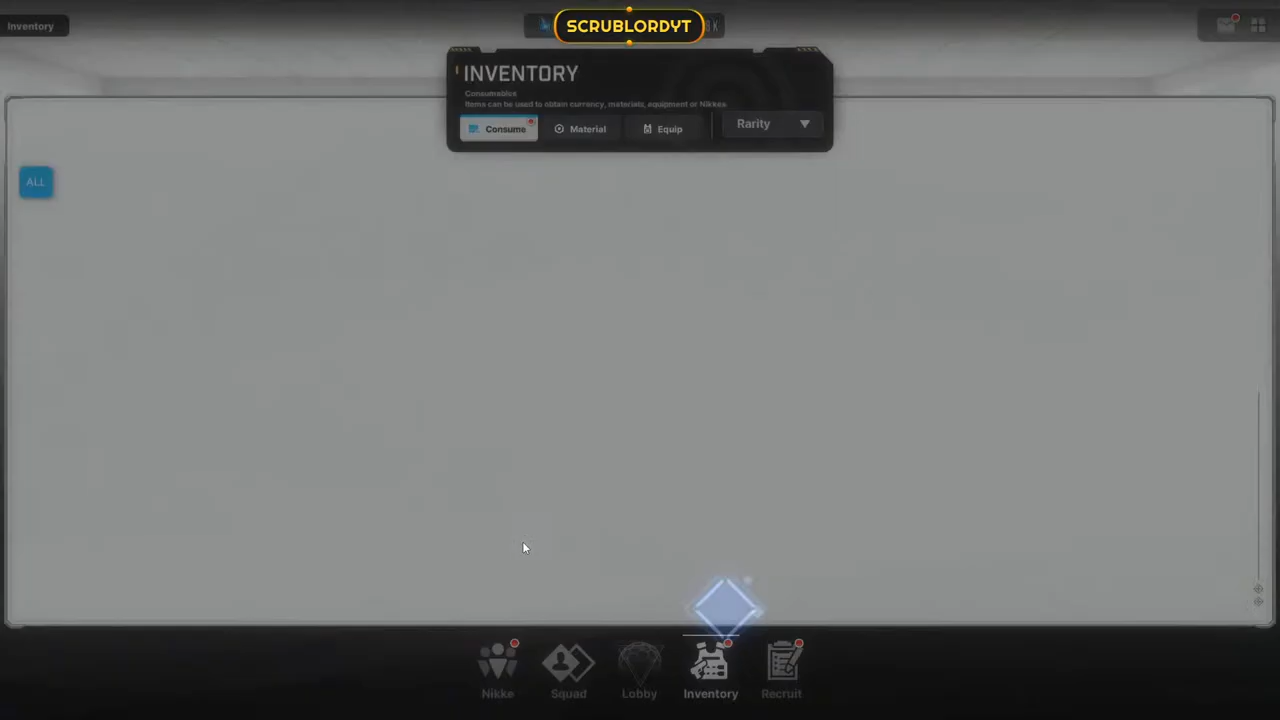 Inventory
SCRUBLORDYT
K
INVENTORY
Consumables
Items can be used to obtain currency, materials, equipment or Nikkes.
Consume
Material
Equip
Rarity
ALL
Nikke
Squad
Lobby
Inventory
Recruit